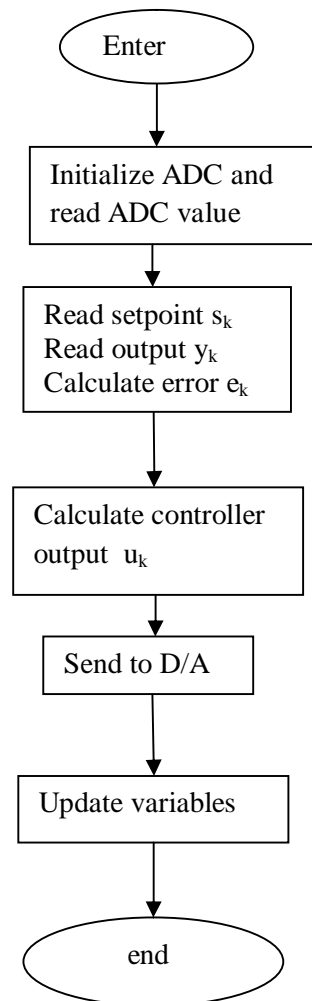 Enter
Initialize ADC and
read ADC value
Read setpoint sk
Read output yk
Calculate error ek
Calculate controller
output uk
Send to D/A
Update variables
end